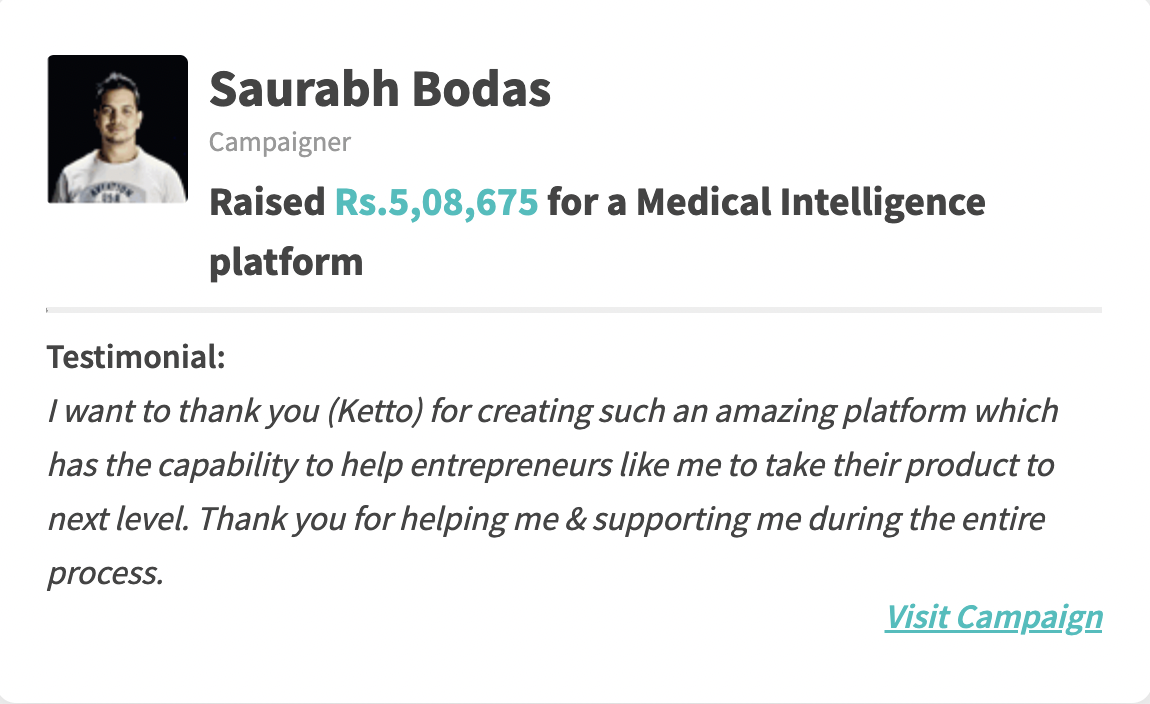 Saurabh Bodas
Campaigner
Raised Rs.5,08,675 for a Medical Intelligence
platform
Testimonial:
I want to thank you (Ketto) for creating such an amazing platform which
has the capability to help entrepreneurs like me to take their product to
next level. Thank you for helping me & supporting me during the entire
process.
Visit Campaign